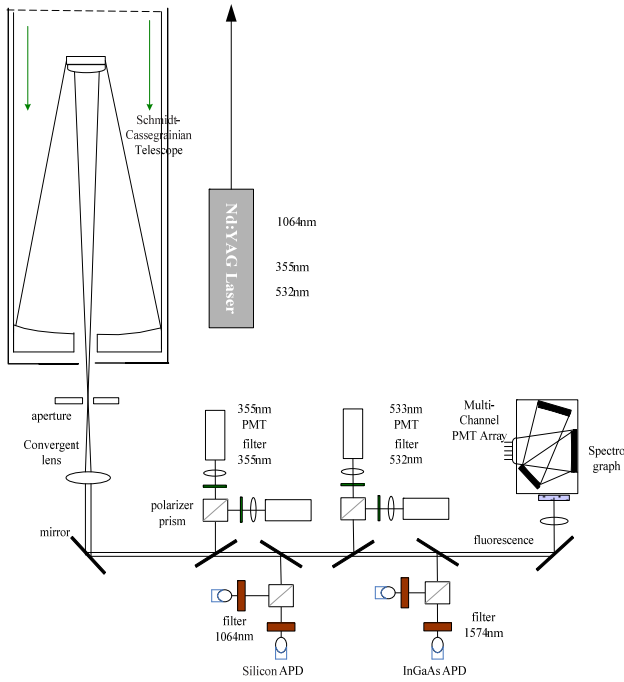 Schmidt-
Cassegrainian
Telescope
Nd:YAG Laser
1064nm
355nm
532nm
aperture
Convergent
lens
mirror
355nm
PMT
filter
355nm
polarizer
prism
533nm
PMT
filter
532nm
Multi-
Channel
PMT Array
Spectro
graph
fluorescence
filter
1064nm
Silicon APD
filter
1574nm
InGaAs APD